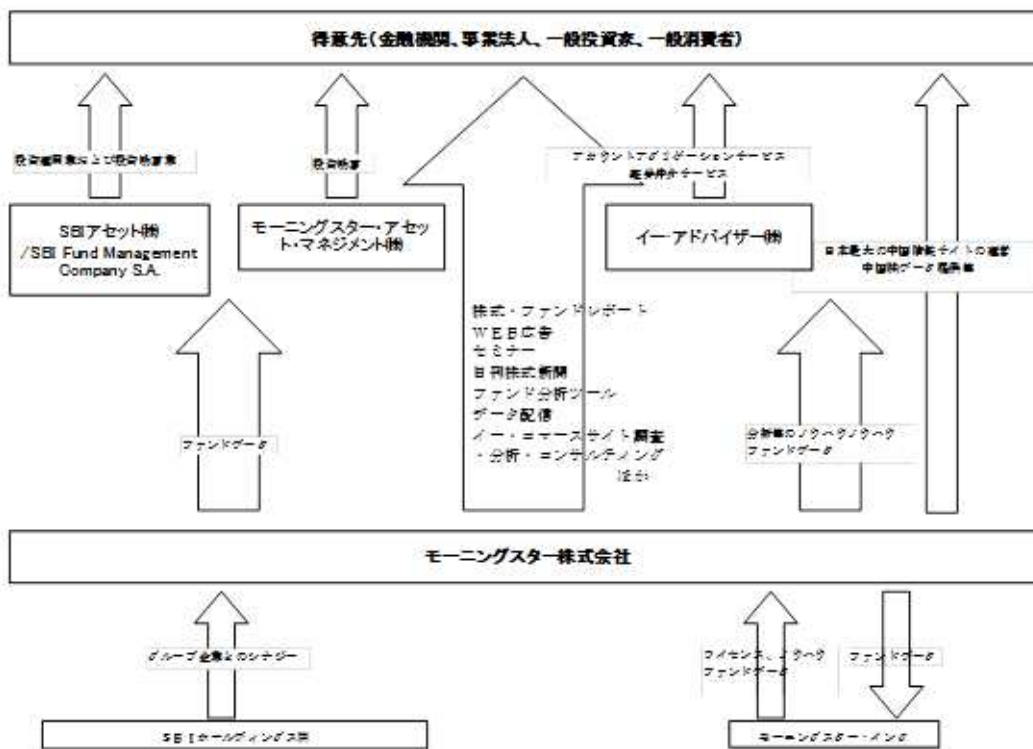 得意先(金融機関、事業法人、一般投資家、一般消費者)
投資運用業および投資助言業
投資助言
アカウントアグリゲーションサービス
証券仲介サービス
SBIアセット㈱
/SBI Fund Management
Company S.A.
モーニングスター・アセッ
ト・マネジメント㈱
イー・アドバイザー㈱
日本最大の中国情報サイトの運営
中国株データ提供他
株式・ファンドレポート
ＷＥＢ広告
セミナー
日刊株式新聞
ファンド分析ツール
データ配信
イー・コマースサイト調査
・分析・コンサルティング
ほか
ファンドデータ
分析等のノウハウノウハウ
ファンドデータ
モーニングスター株式会社
グループ企業とのシナジー
ライセンス、ノウハウ
ファンドデータ
ファンドデータ
ＳＢＩホールディングス㈱
モーニングスター・インク